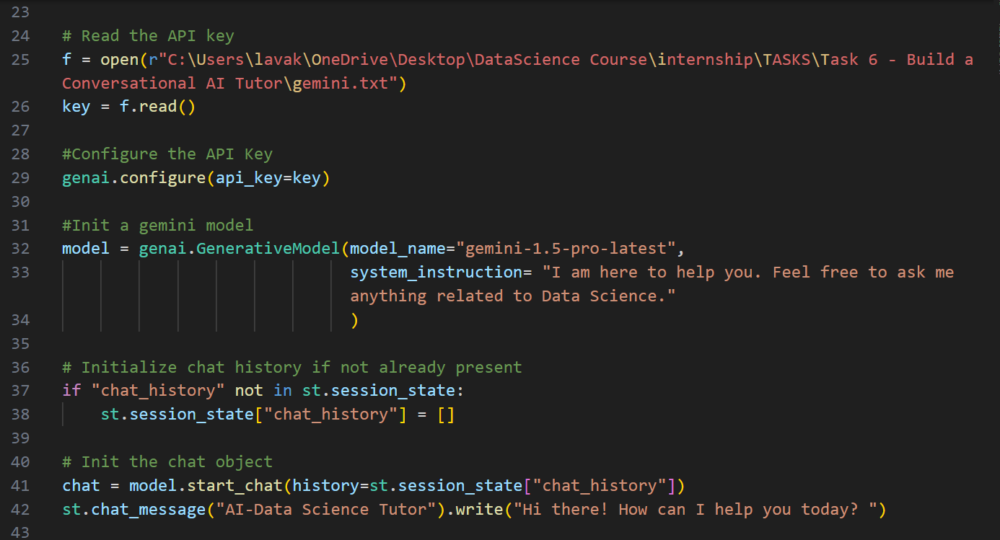 23
24 # Read the API key
25 f = open(r"C:\Users\lavak\OneDrive\Desktop\DataScience Course\internship\TASKS\Task 6 - Build a
Conversational AI Tutor\gemini.txt")
26 key = f.read()
27
28 #Configure the API Key
29 genai.configure(api_key=key)
30
31 #Init a gemini model
32 model = genai.GenerativeModel(model_name="gemini-1.5-pro-latest",
33 system_instruction= "I am here to help you. Feel free to ask me
anything related to Data Science."
34 )
35
36 # Initialize chat history if not already present
37 if "chat_history" not in st.session_state:
38 st.session_state["chat_history"] = []
39
40 # Init the chat object
41 chat = model.start_chat(history=st.session_state["chat_history"])
42 st.chat_message("AI-Data Science Tutor").write("Hi there! How can I help you today? ")
43